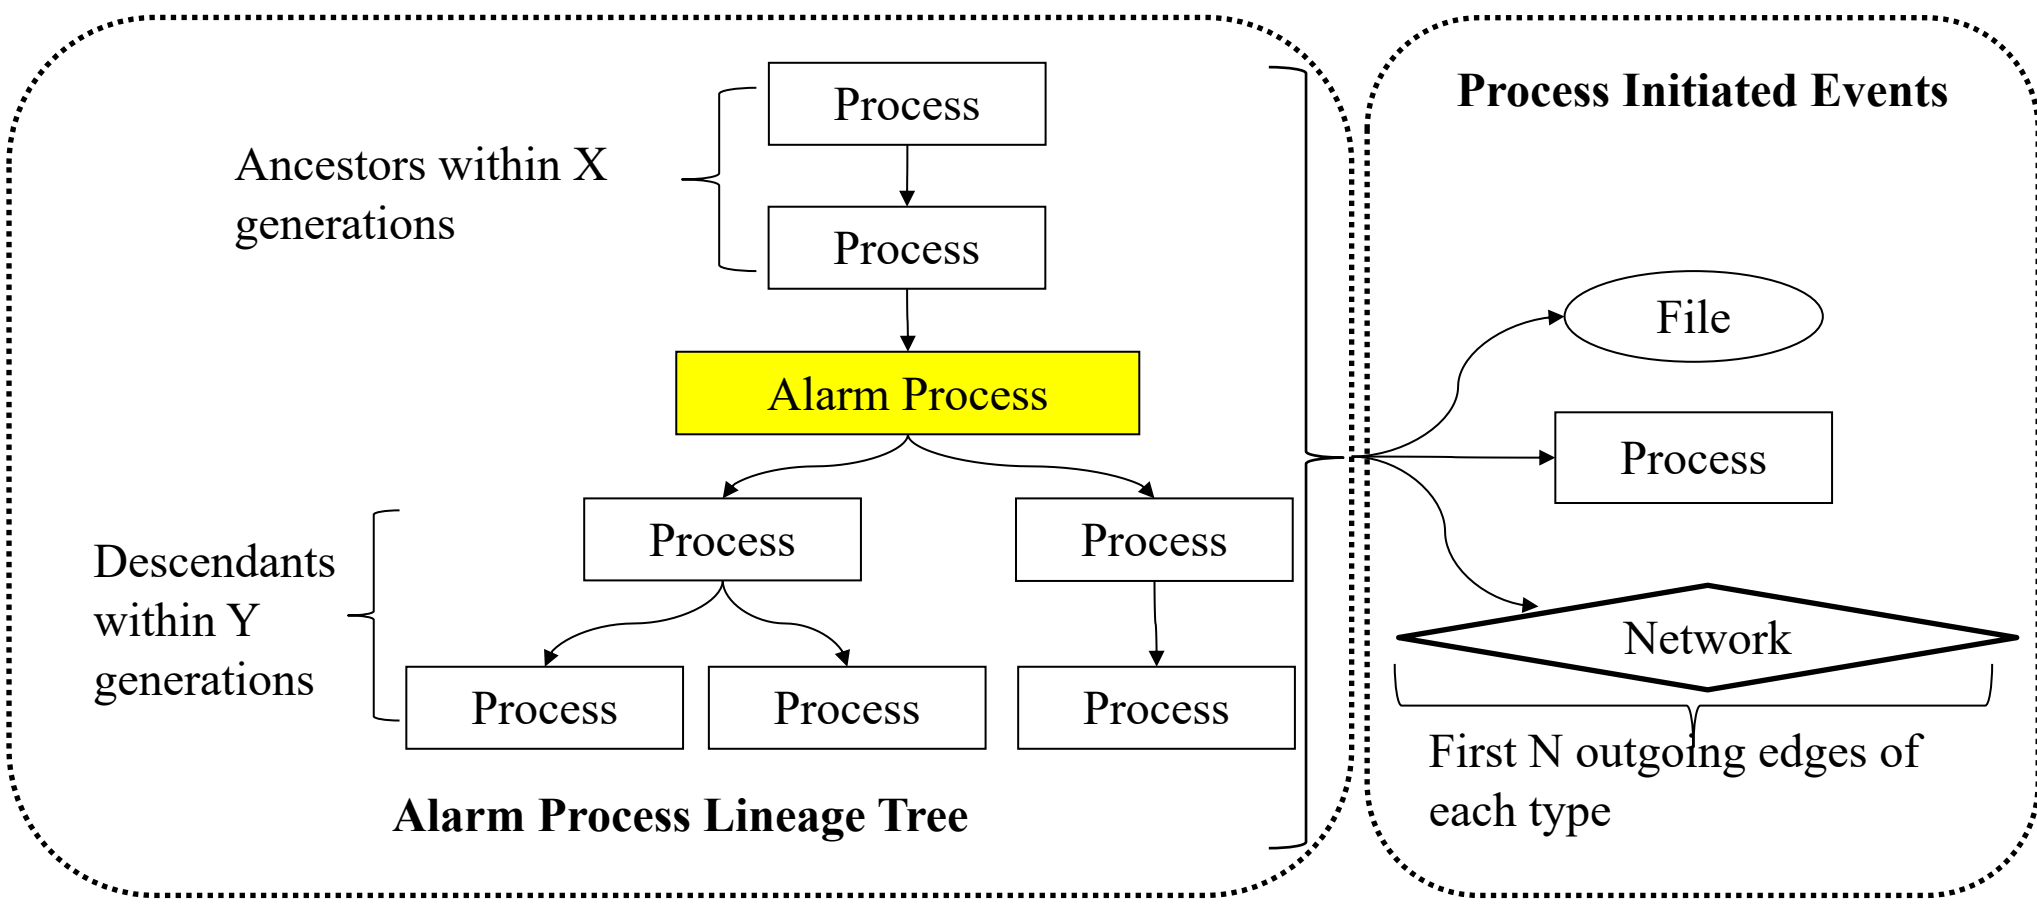 Process
Ancestors within X
generations
Process
Alarm Process
Process
Process
Descendants
within Y
generations
Process
Process
Process
Alarm Process Lineage Tree
Process Initiated Events
File
Process
Network
First N outgoing edges of
each type